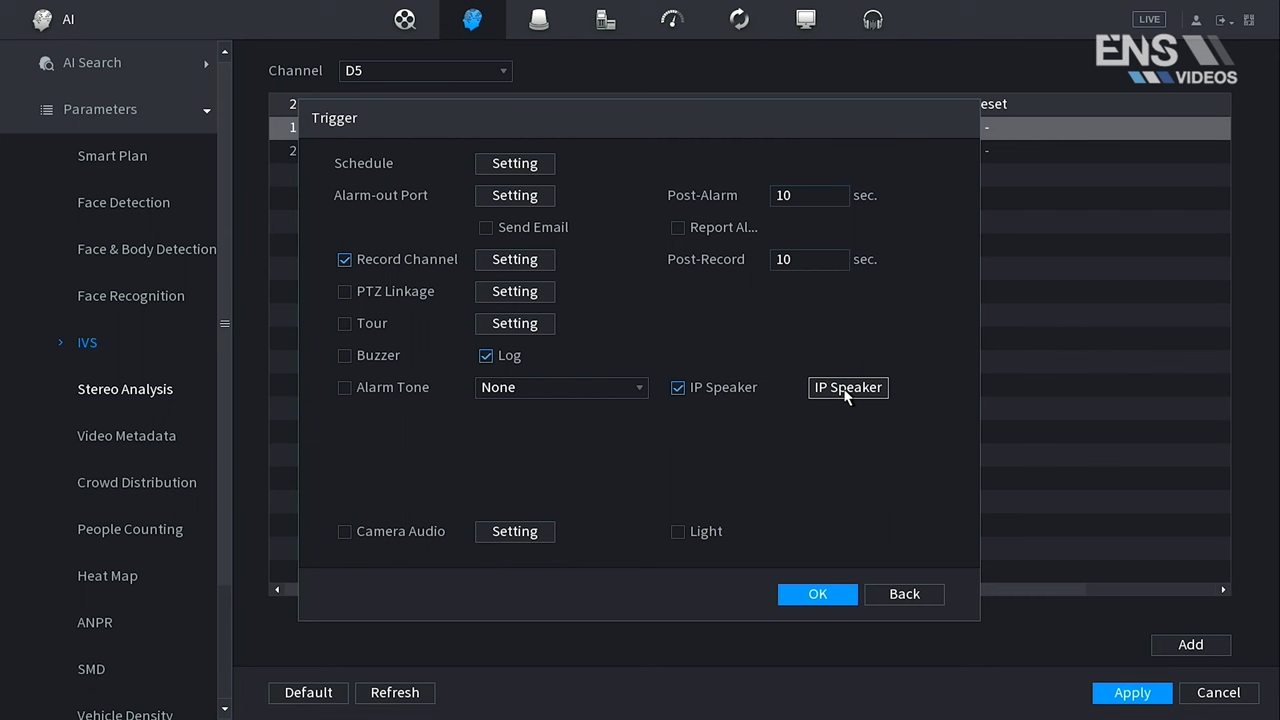 AI
LIVE
ENS
VIDEOS
AI Search
Parameters
Smart Plan
Face Detection
Face & Body Detection
Face Recognition
IVS
Stereo Analysis
Video Metadata
Crowd Distribution
People Counting
Heat Map
ANPR
SMD
Vehicle Density
Channel D5
2 eset
1 -
2 -
Trigger
Schedule Setting
Alarm-out Port Setting Post-Alarm 10 sec.
Send Email Report Al...
Record Channel Setting Post-Record 10 sec.
PTZ Linkage Setting
Tour Setting
Buzzer Log
Alarm Tone None IP Speaker IP Speaker
Camera Audio Setting Light
OK Back
Add
Default Refresh Apply Cancel